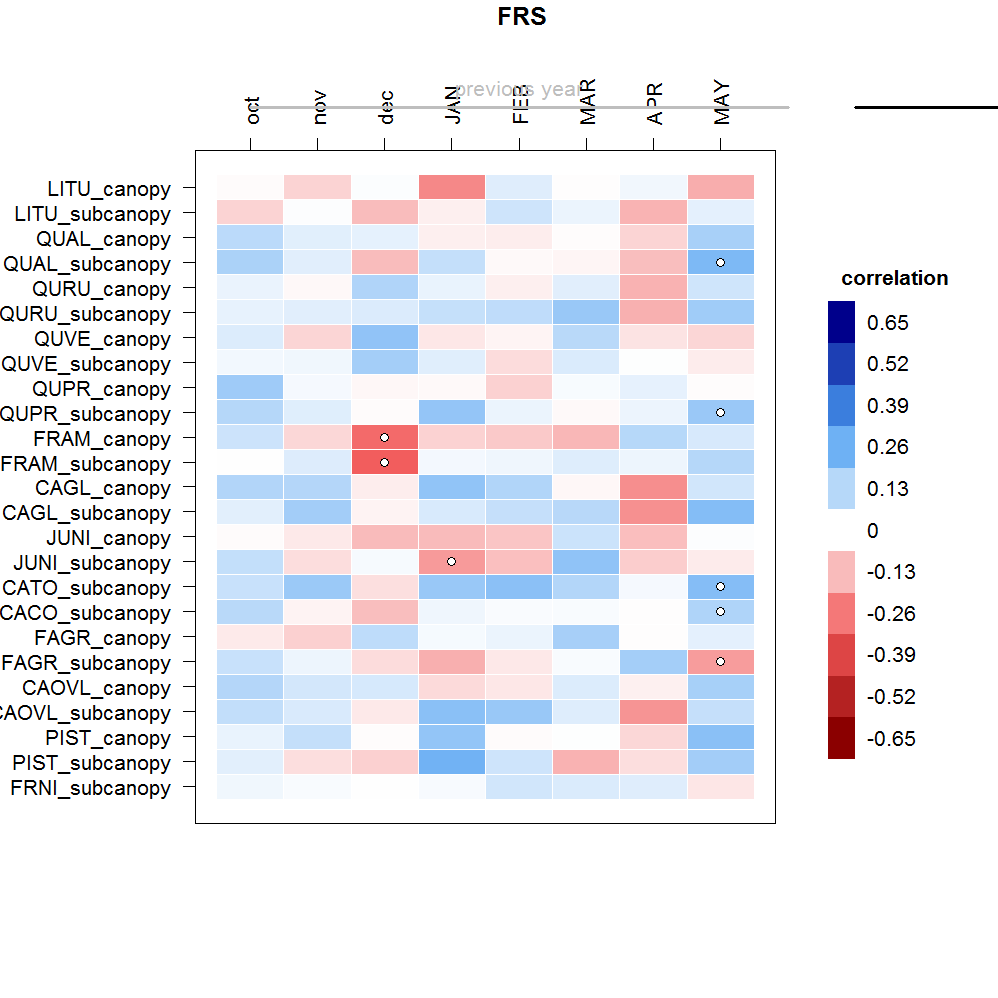 FRS
previous year
oct nov dec JAN FEB MAR APR MAY
LITU_canopy
LITU_subcanopy
QUAL_canopy
QUAL_subcanopy
QURU_canopy
QURU_subcanopy
QUVE_canopy
QUVE_subcanopy
QUPR_canopy
QUPR_subcanopy
FRAM_canopy
FRAM_subcanopy
CAGL_canopy
CAGL_subcanopy
JUNI_canopy
JUNI_subcanopy
CATO_subcanopy
CACO_subcanopy
FAGR_canopy
FAGR_subcanopy
CAOVL_canopy
CAOVL_subcanopy
PIST_canopy
PIST_subcanopy
FRNI_subcanopy
correlation
0.65
0.52
0.39
0.26
0.13
0
-0.13
-0.26
-0.39
-0.52
-0.65